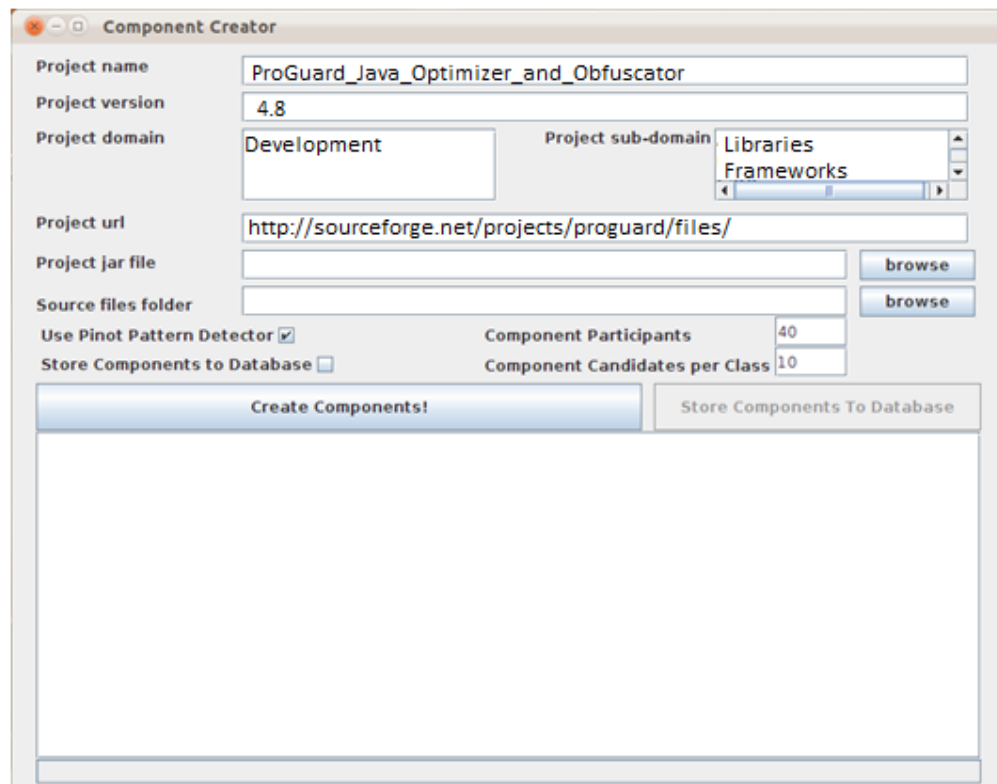 Component Creator
Project name
ProGuard_Java_Optimizer_and_Obfuscator
Project version
4.8
Project domain
Development
Project sub-domain
Libraries
Frameworks
Project url
http://sourceforge.net/projects/proguard/files/
Project jar file
browse
Source files folder
browse
Use Pinot Pattern Detector
Component Participants
40
Store Components to Database
Component Candidates per Class
10
Create Components!
Store Components To Database